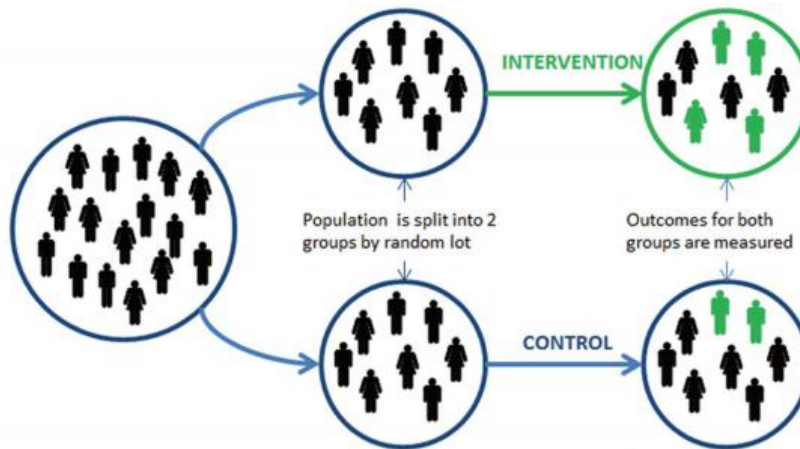 INTERVENTION
Population is split into 2
groups by random lot
Outcomes for both
groups are measured
CONTROL